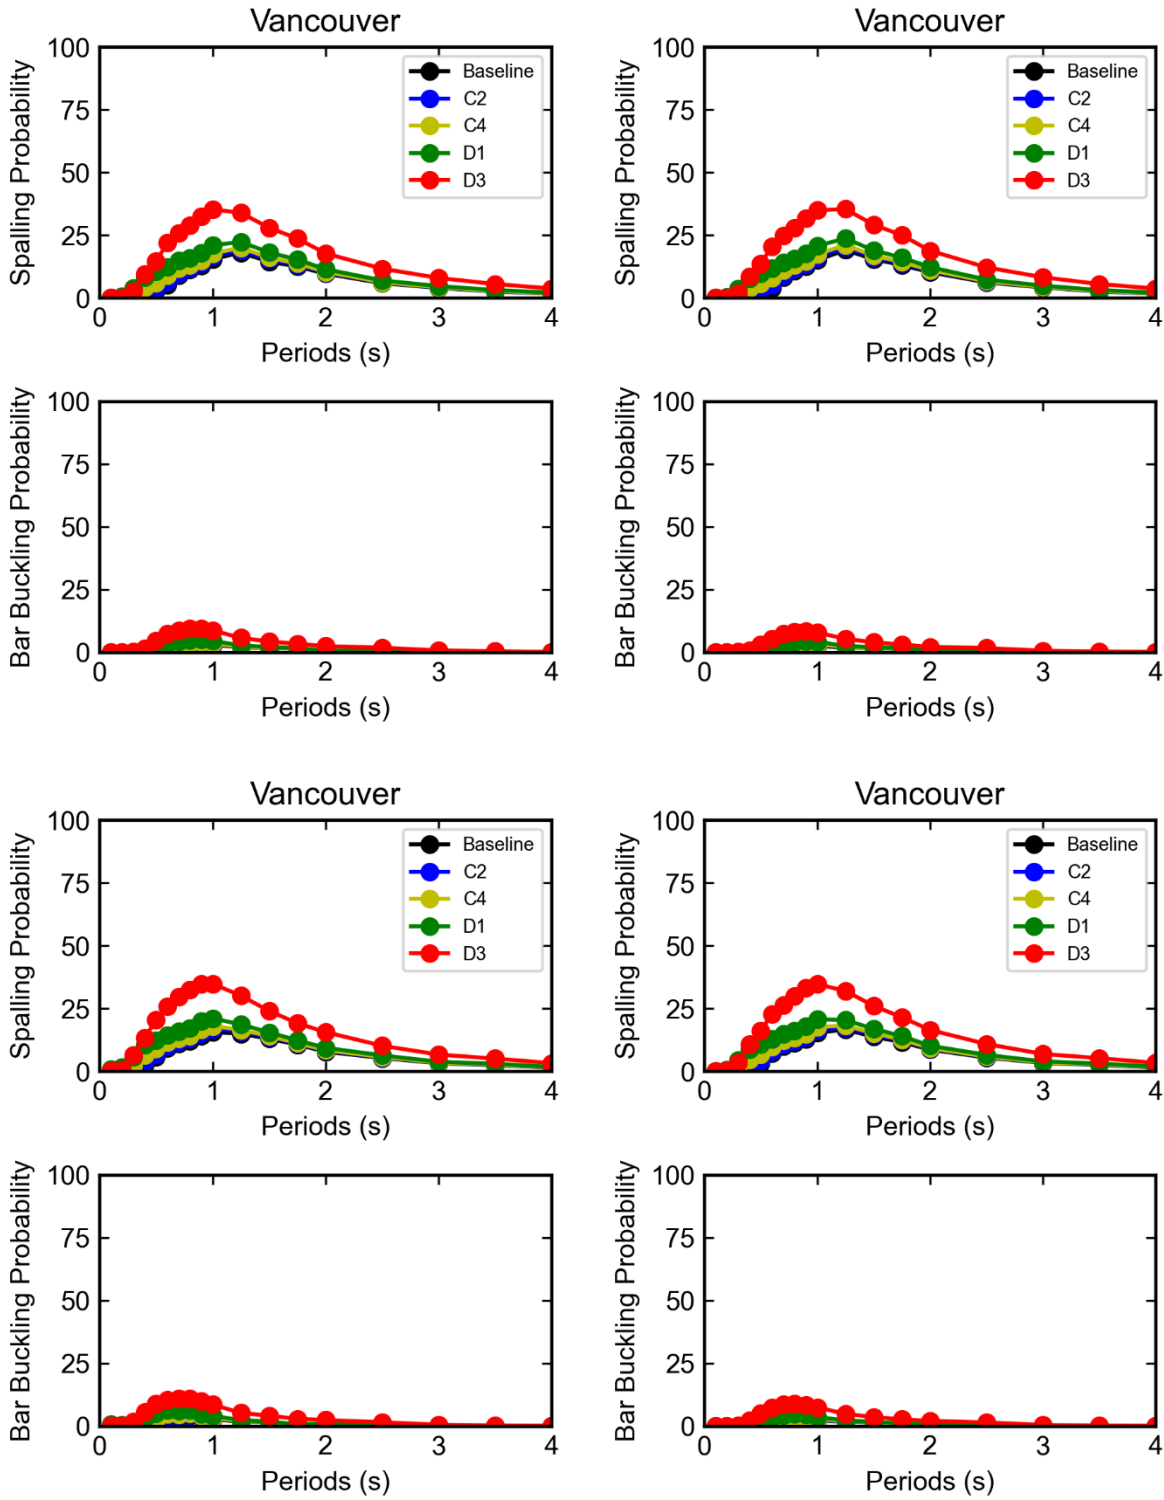 Vancouver
Spalling Probability
100
75
50
25
0
Baseline
C2
C4
D1
D3
0 1 2 3 4
Periods (s)
Vancouver
Spalling Probability
100
75
50
25
0
Baseline
C2
C4
D1
D3
0 1 2 3 4
Periods (s)
Bar Buckling Probability
100
75
50
25
0
0 1 2 3 4
Periods (s)
Bar Buckling Probability
100
75
50
25
0
0 1 2 3 4
Periods (s)
Vancouver
Spalling Probability
100
75
50
25
0
Baseline
C2
C4
D1
D3
0 1 2 3 4
Periods (s)
Vancouver
Spalling Probability
100
75
50
25
0
Baseline
C2
C4
D1
D3
0 1 2 3 4
Periods (s)
Bar Buckling Probability
100
75
50
25
0
0 1 2 3 4
Periods (s)
Bar Buckling Probability
100
75
50
25
0
0 1 2 3 4
Periods (s)